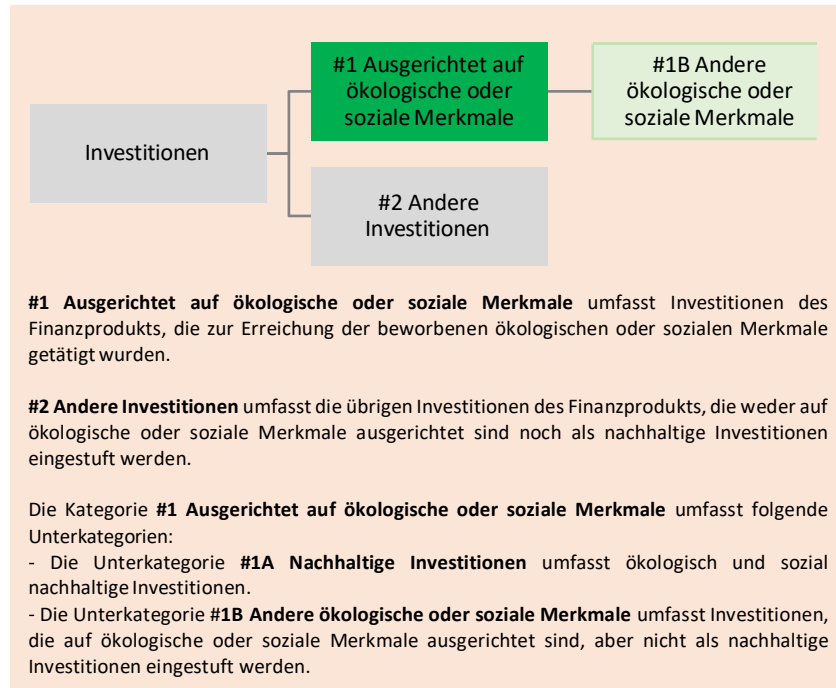 #1 Ausgerichtet auf
ökologische oder
soziale Merkmale
#1B Andere
ökologische oder
soziale Merkmale
Investitionen
#2 Andere
Investitionen
#1 Ausgerichtet auf ökologische oder soziale Merkmale umfasst Investitionen des
Finanzprodukts, die zur Erreichung der beworbenen ökologischen oder sozialen Merkmale
getätigt wurden.
#2 Andere Investitionen umfasst die übrigen Investitionen des Finanzprodukts, die weder auf
ökologische oder soziale Merkmale ausgerichtet sind noch als nachhaltige Investitionen
eingestuft werden.
Die Kategorie #1 Ausgerichtet auf ökologische oder soziale Merkmale umfasst folgende
Unterkategorien:
- Die Unterkategorie #1A Nachhaltige Investitionen umfasst ökologisch und sozial
nachhaltige Investitionen.
- Die Unterkategorie #1B Andere ökologische oder soziale Merkmale umfasst Investitionen,
die auf ökologische oder soziale Merkmale ausgerichtet sind, aber nicht als nachhaltige
Investitionen eingestuft werden.